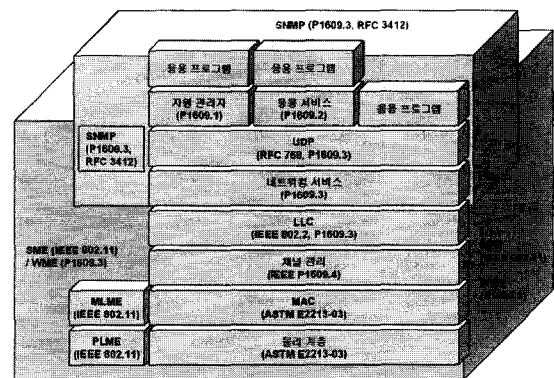 SNMP (P1609.3, RFC 3412)
응용 프로그램
응용 프로그램
자원 관리자
(P1609.1)
응용 서비스
(P1609.2)
응용 프로그램
SNMP
(P1609.3,
RFC 3412)
UDP
(RFC 768, P1609.3)
네트워킹 서비스
(P1609.3)
LLC
(IEEE 802.2, P1609.3)
SME (IEEE 802.11)
/ WME (P1609.3)
채널 관리
(IEEE P1609.4)
MLME
(IEEE 802.11)
MAC
(ASTM E2213-03)
PLME
(IEEE 802.11)
물리 계층
(ASTM E2213-03)